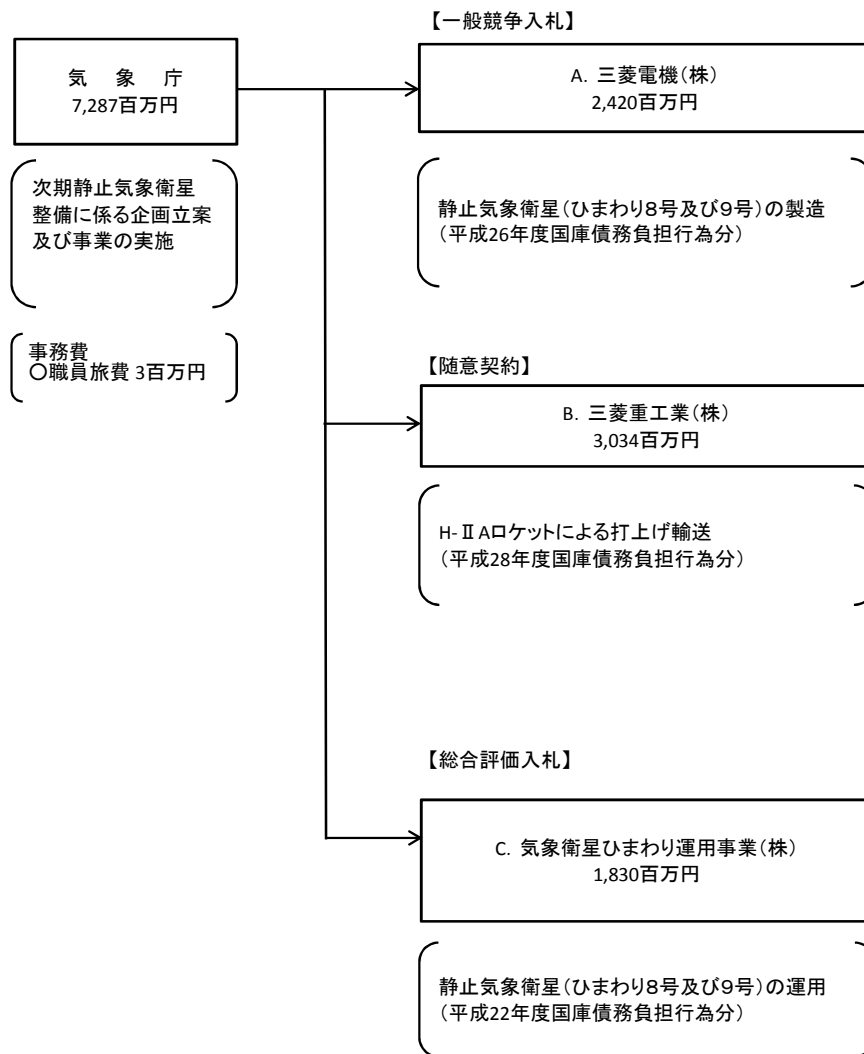 気 象 庁
7,287百万円
次期静止気象衛星
整備に係る企画立案
及び事業の実施
事務費
○職員旅費 3百万円
【一般競争入札】
A. 三菱電機(株)
2,420百万円
静止気象衛星(ひまわり8号及び9号)の製造
(平成26年度国庫債務負担行為分)
【随意契約】
B. 三菱重工業(株)
3,034百万円
H-ⅡAロケットによる打上げ輸送
(平成28年度国庫債務負担行為分)
【総合評価入札】
C. 気象衛星ひまわり運用事業(株)
1,830百万円
静止気象衛星(ひまわり8号及び9号)の運用
(平成22年度国庫債務負担行為分)